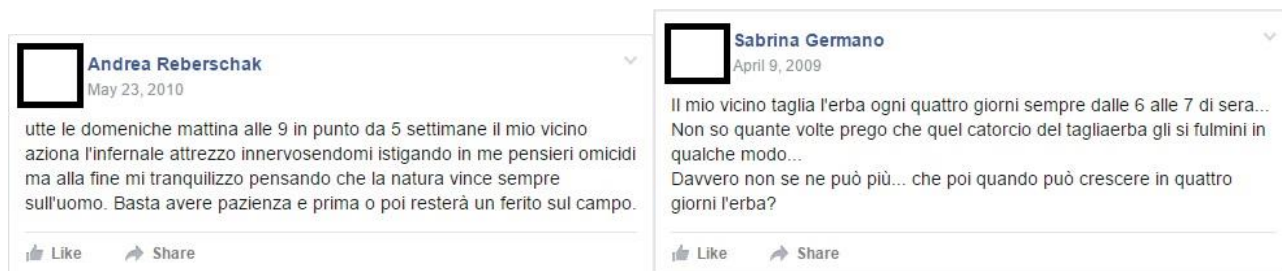 Andrea Reberschak
May 23, 2010
utte le domeniche mattina alle 9 in punto da 5 settimane il mio vicino
aziona l'infernale attrezzo innervosendomi istigando in me pensieri omicidi
ma alla fine mi tranquilizzo pensando che la natura vince sempre
sull'uomo. Basta avere pazienza e prima o poi resterà un ferito sul campo.
Like Share
Sabrina Germano
April 9, 2009
Il mio vicino taglia l'erba ogni quattro giorni sempre dalle 6 alle 7 di sera...
Non so quante volte prego che quel catorcio del tagliaerba gli si fulmini in
qualche modo...
Davvero non se ne può più... che poi quando può crescere in quattro
giorni l'erba?
Like Share